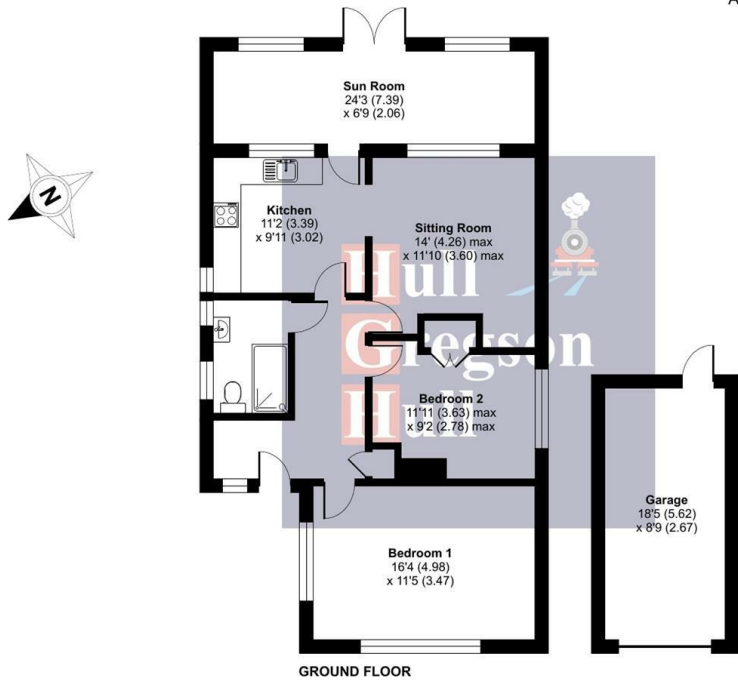 A
Sun Room
24'3 (7.39)
x 6'9 (2.06)
N
Kitchen
11'2 (3.39)
x 9'11 (3.02)
Sitting Room
14' (4.26) max
x 11'10 (3.60) max
Hull
Gregson
Hull
Bedroom 2
11'11 (3.63) max
x 9'2 (2.78) max
Garage
18'5 (5.62)
x 8'9 (2.67)
Bedroom 1
16'4 (4.98)
x 11'5 (3.47)
GROUND FLOOR